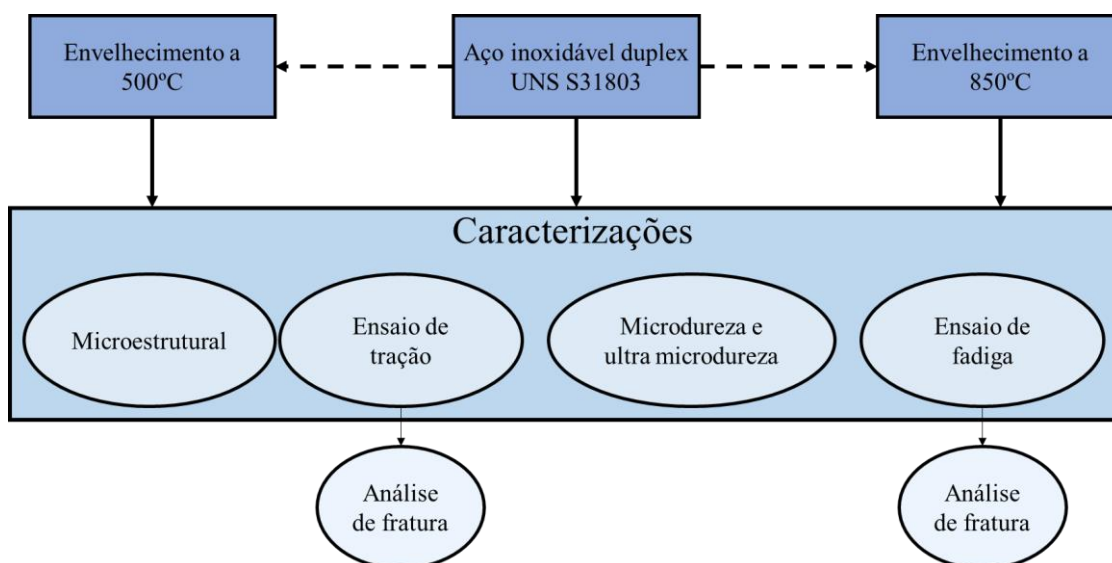 Envelhecimento a
500ºC
Aço inoxidável duplex
UNS S31803
Envelhecimento a
850ºC
Caracterizações
Microestrutural
Ensaio de
tração
Microdureza e
ultra microdureza
Ensaio de
fadiga
Análise
de fratura
Análise
de fratura